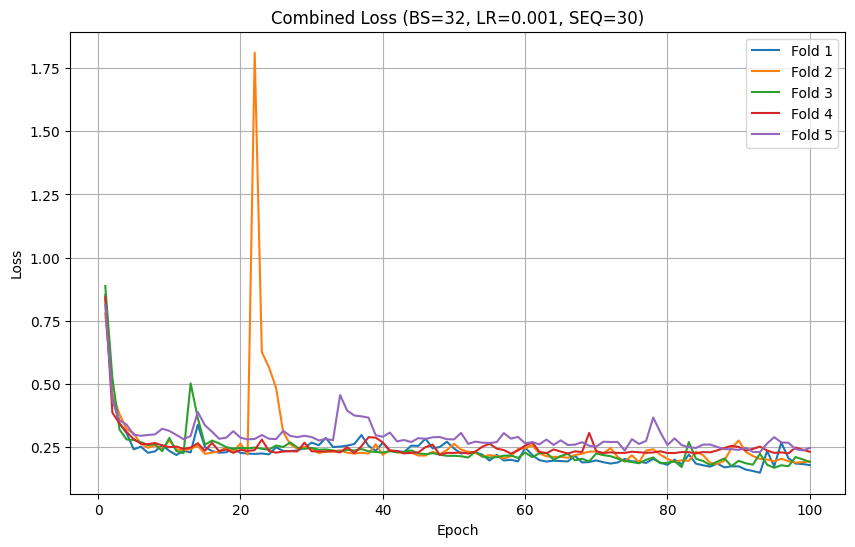 Combined Loss (BS=32, LR=0.001, SEQ=30)
Fold 1
Fold 2
Fold 3
Fold 4
Fold 5
1.75
1.50
1.25
1.00
0.75
0.50
0.25
Loss
0 20 40 60 80 100
Epoch